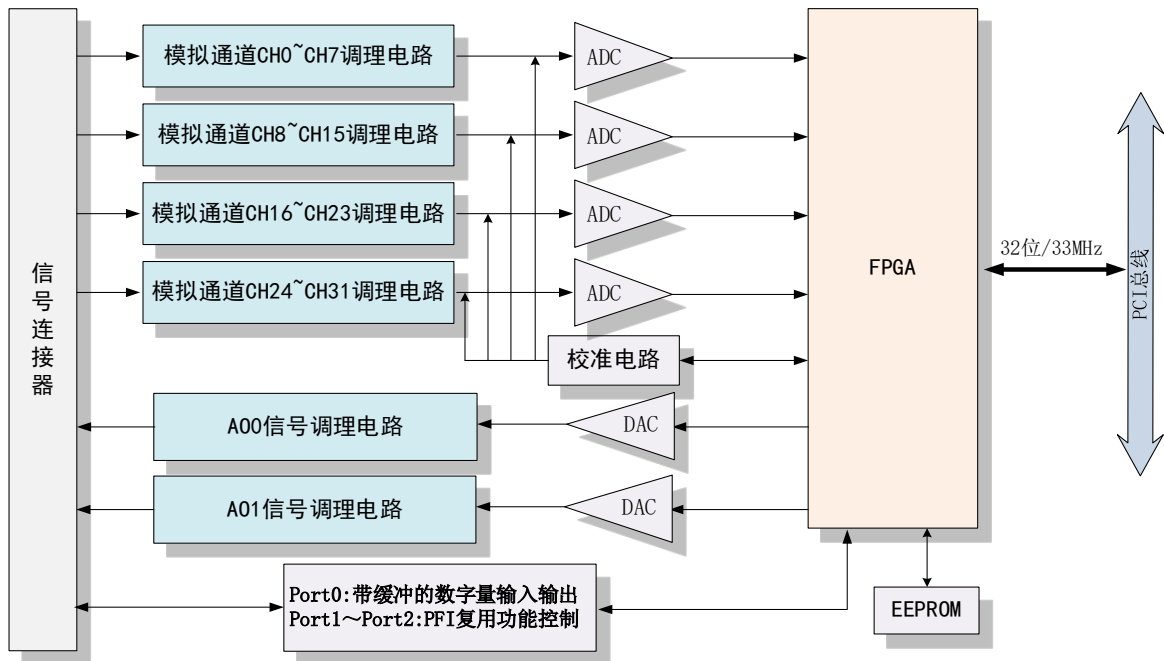 信号连接器
模拟通道CH0~CH7调理电路
ADC
模拟通道CH8~CH15调理电路
ADC
模拟通道CH16~CH23调理电路
ADC
模拟通道CH24~CH31调理电路
ADC
校准电路
AO0信号调理电路
DAC
AO1信号调理电路
DAC
Port0:带缓冲的数字量输入输出
Port1～Port2:PFI复用功能控制
FPGA
EEPROM
32位/33MHz
PCI总线